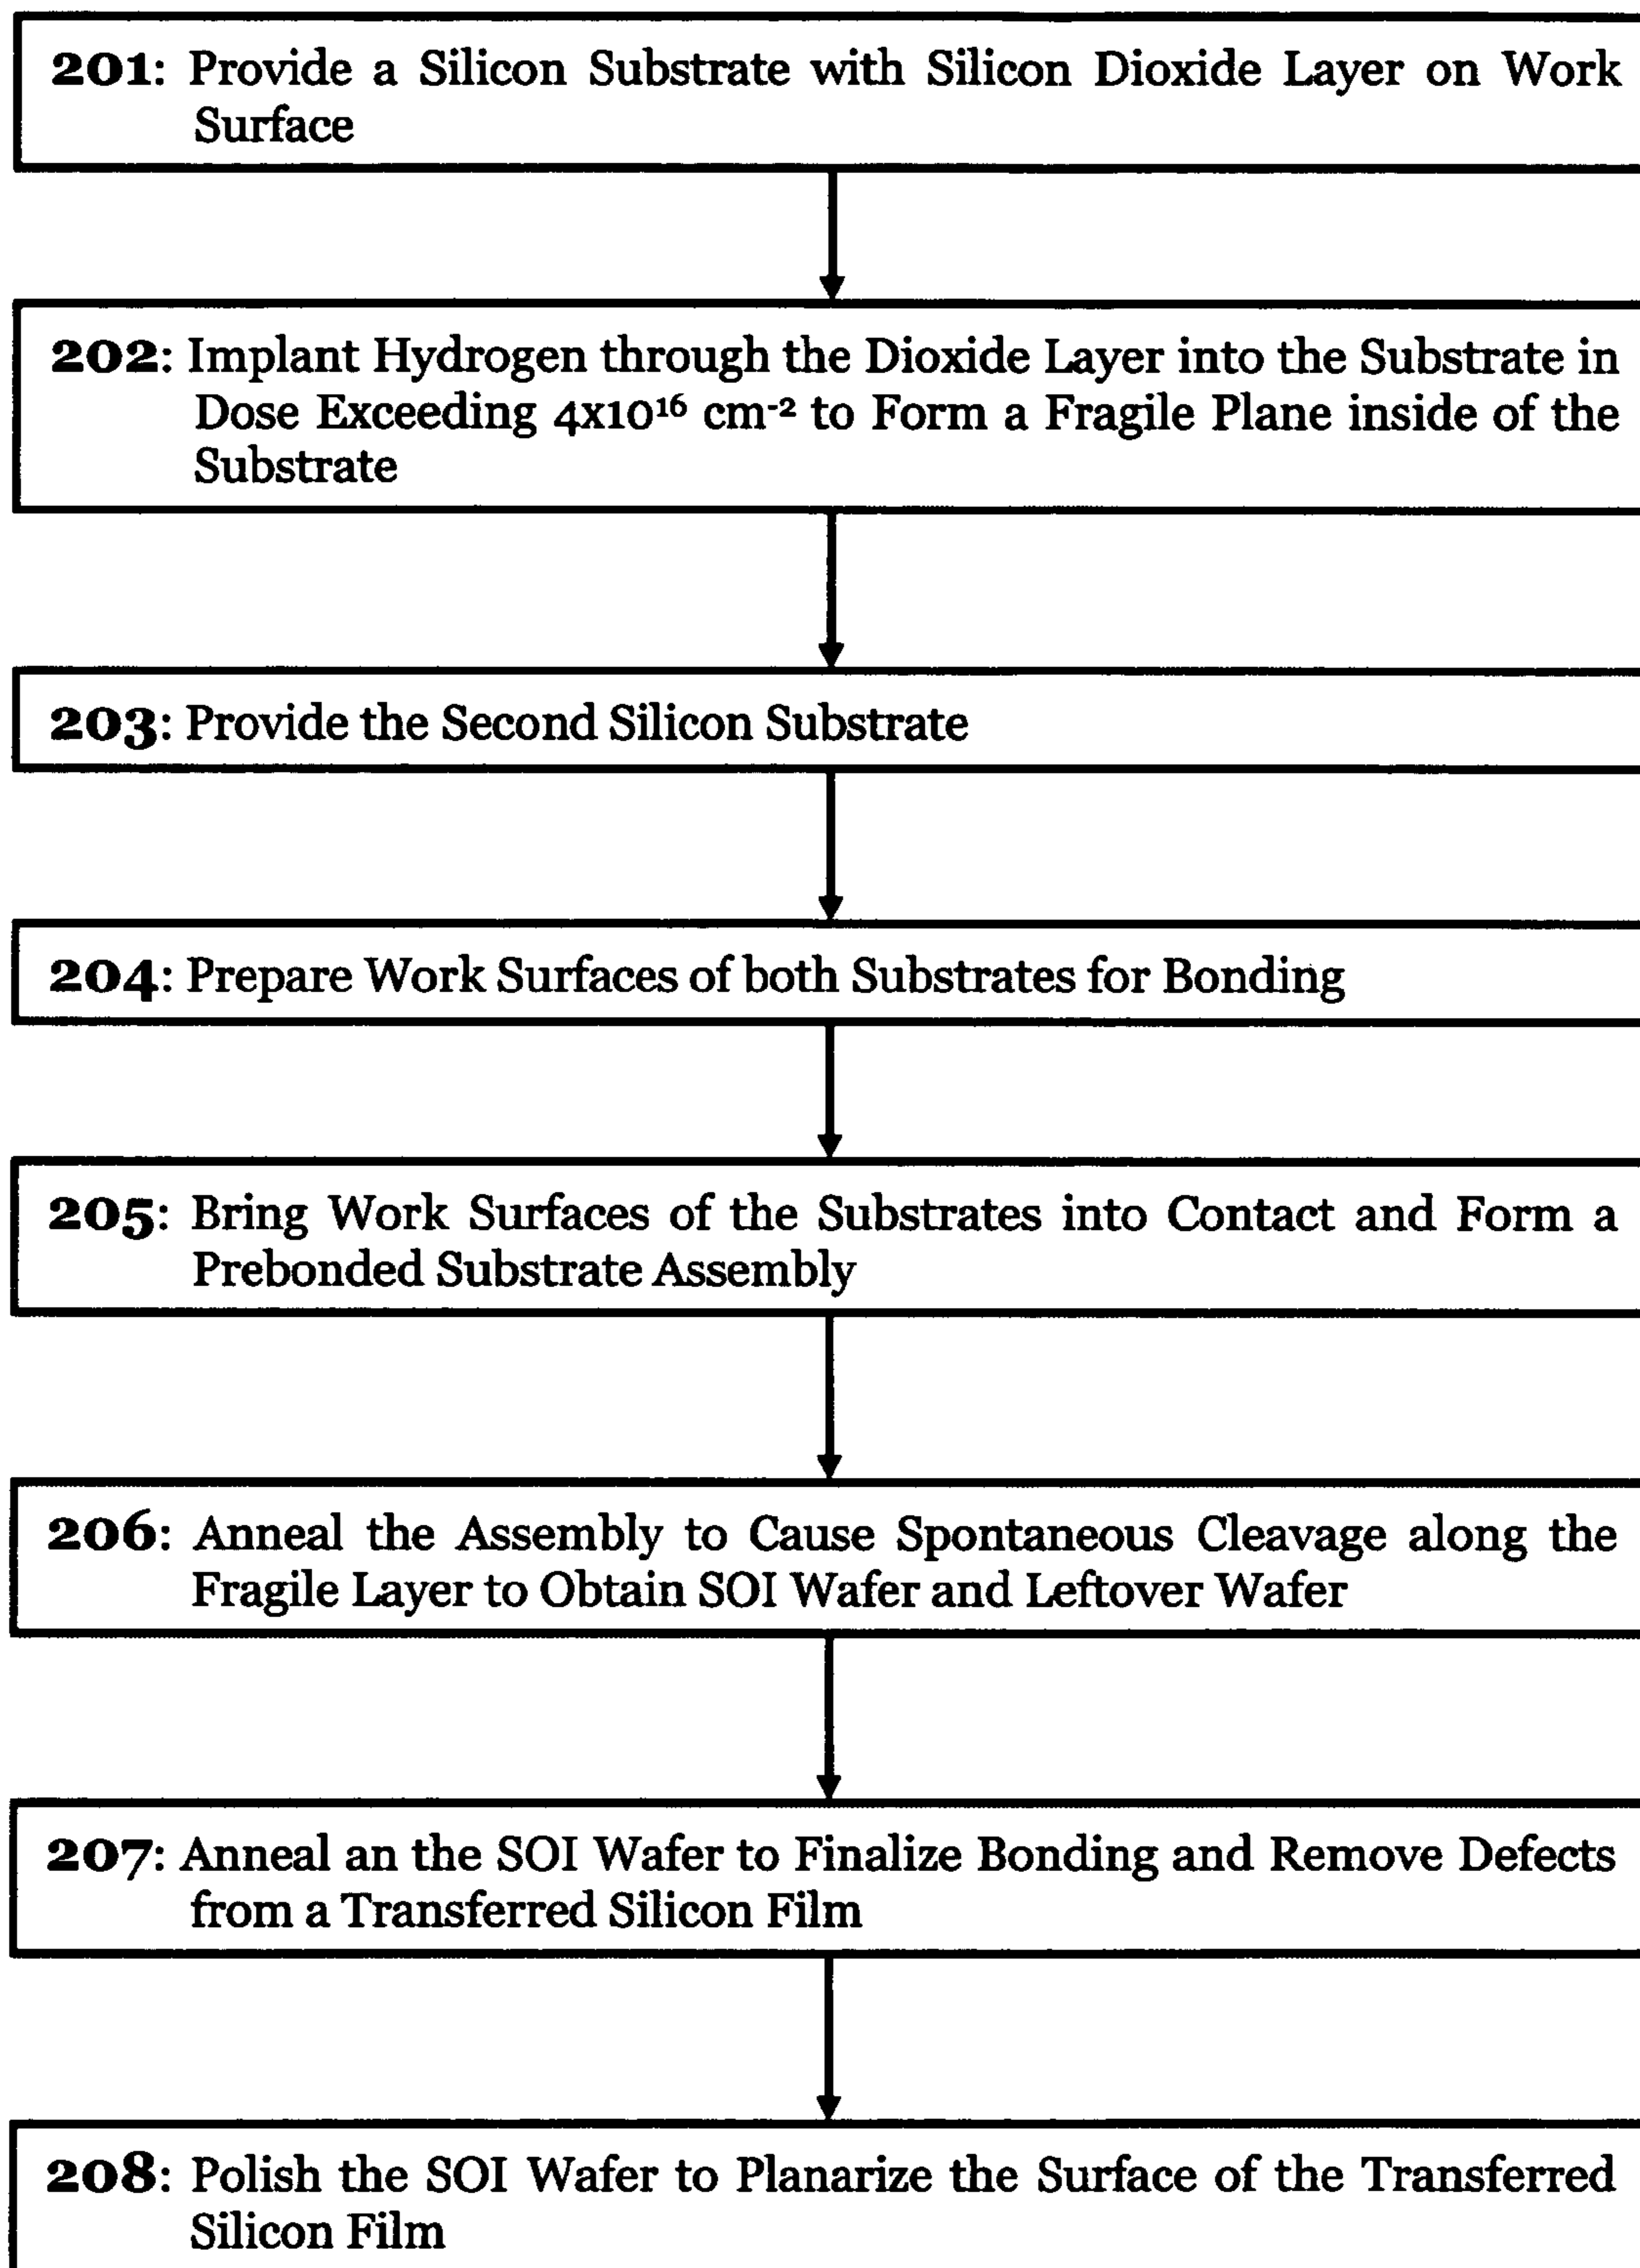 201: Provide a Silicon Substrate with Silicon Dioxide Layer on Work
Surface
202: Implant Hydrogen through the Dioxide Layer into the Substrate in
Dose Exceeding 4x10¹⁶ cm⁻² to Form a Fragile Plane inside of the
Substrate
203: Provide the Second Silicon Substrate
204: Prepare Work Surfaces of both Substrates for Bonding
205: Bring Work Surfaces of the Substrates into Contact and Form a
Prebonded Substrate Assembly
206: Anneal the Assembly to Cause Spontaneous Cleavage along the
Fragile Layer to Obtain SOI Wafer and Leftover Wafer
207: Anneal an the SOI Wafer to Finalize Bonding and Remove Defects
from a Transferred Silicon Film
208: Polish the SOI Wafer to Planarize the Surface of the Transferred
Silicon Film